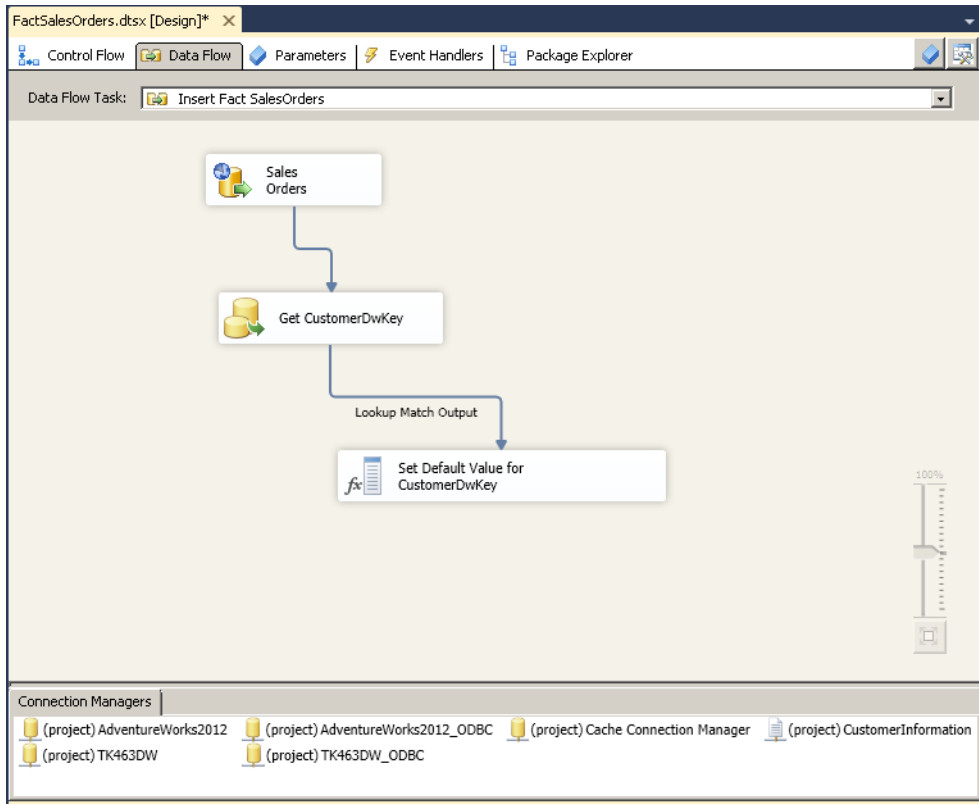 FactSalesOrders.dtsx [Design]*
Control Flow
Data Flow
Parameters
Event Handlers
Package Explorer
Data Flow Task:
Insert Fact SalesOrders
Sales
Orders
Get CustomerDwKey
Lookup Match Output
fx
Set Default Value for
CustomerDwKey
100%
Connection Managers
(project) AdventureWorks2012
(project) AdventureWorks2012_ODBC
(project) Cache Connection Manager
(project) CustomerInformation
(project) TK463DW
(project) TK463DW_ODBC